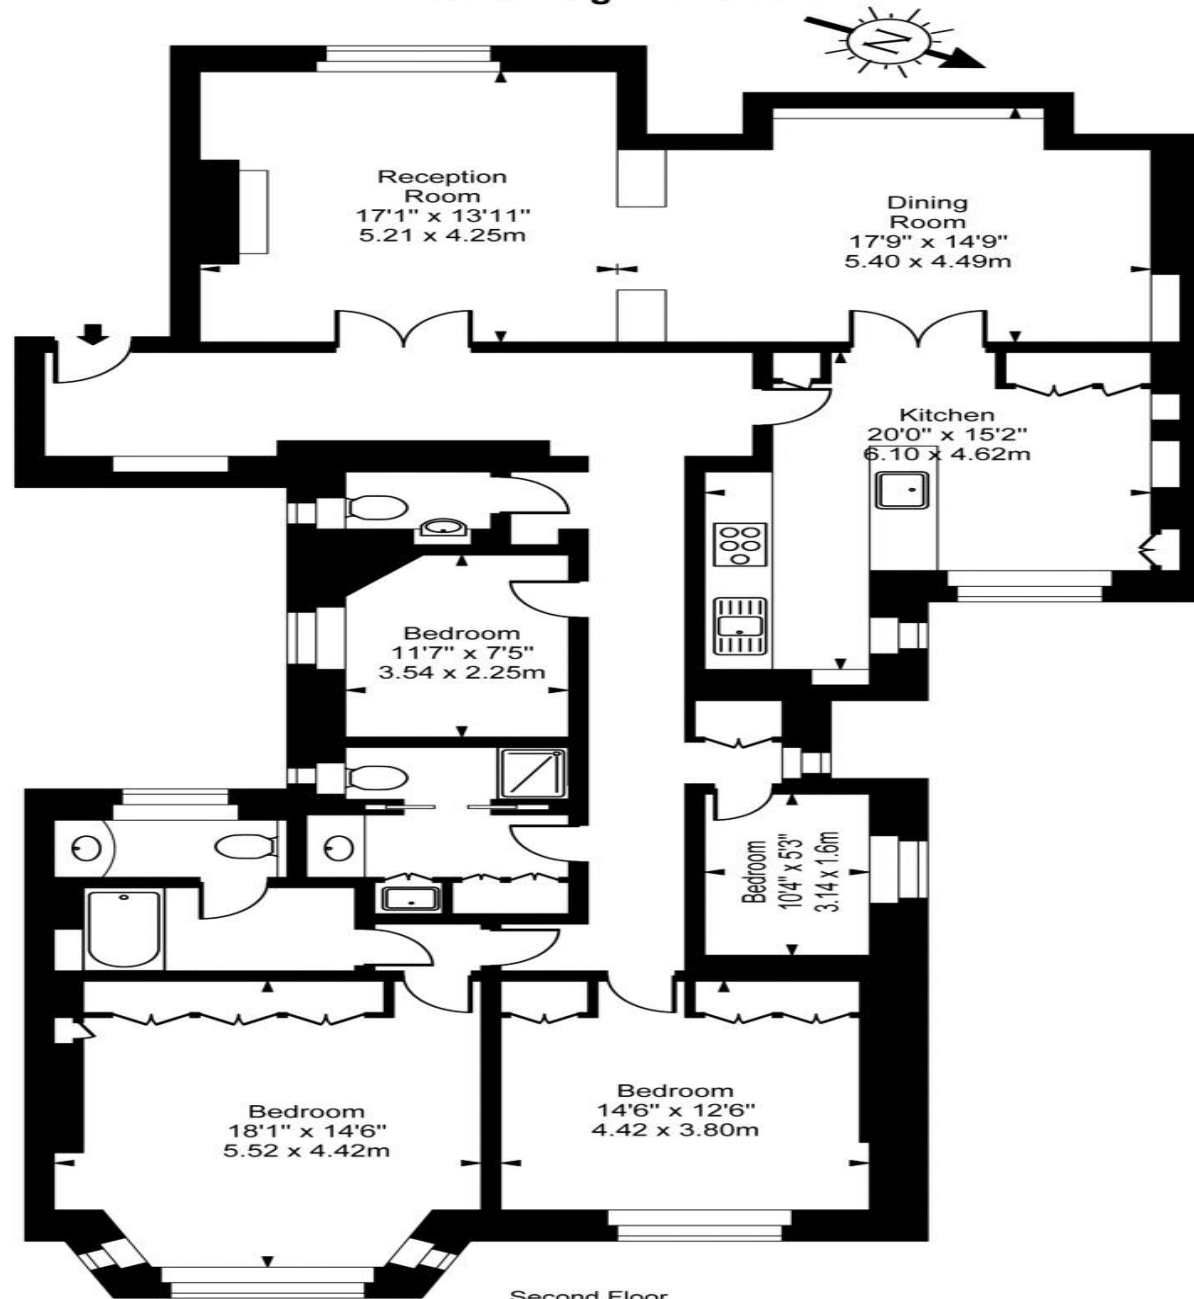 N
Reception
Room
17'1" x 13'11"
5.21 x 4.25m
Dining
Room
17'9" x 14'9"
5.40 x 4.49m
Kitchen
20'0" x 15'2"
6.10 x 4.62m
Bedroom
11'7" x 7'5"
3.54 x 2.25m
Bedroom
10'4" x 5'3"
3.14 x 1.6m
Bedroom
18'1" x 14'6"
5.52 x 4.42m
Bedroom
14'6" x 12'6"
4.42 x 3.80m
Second Floor